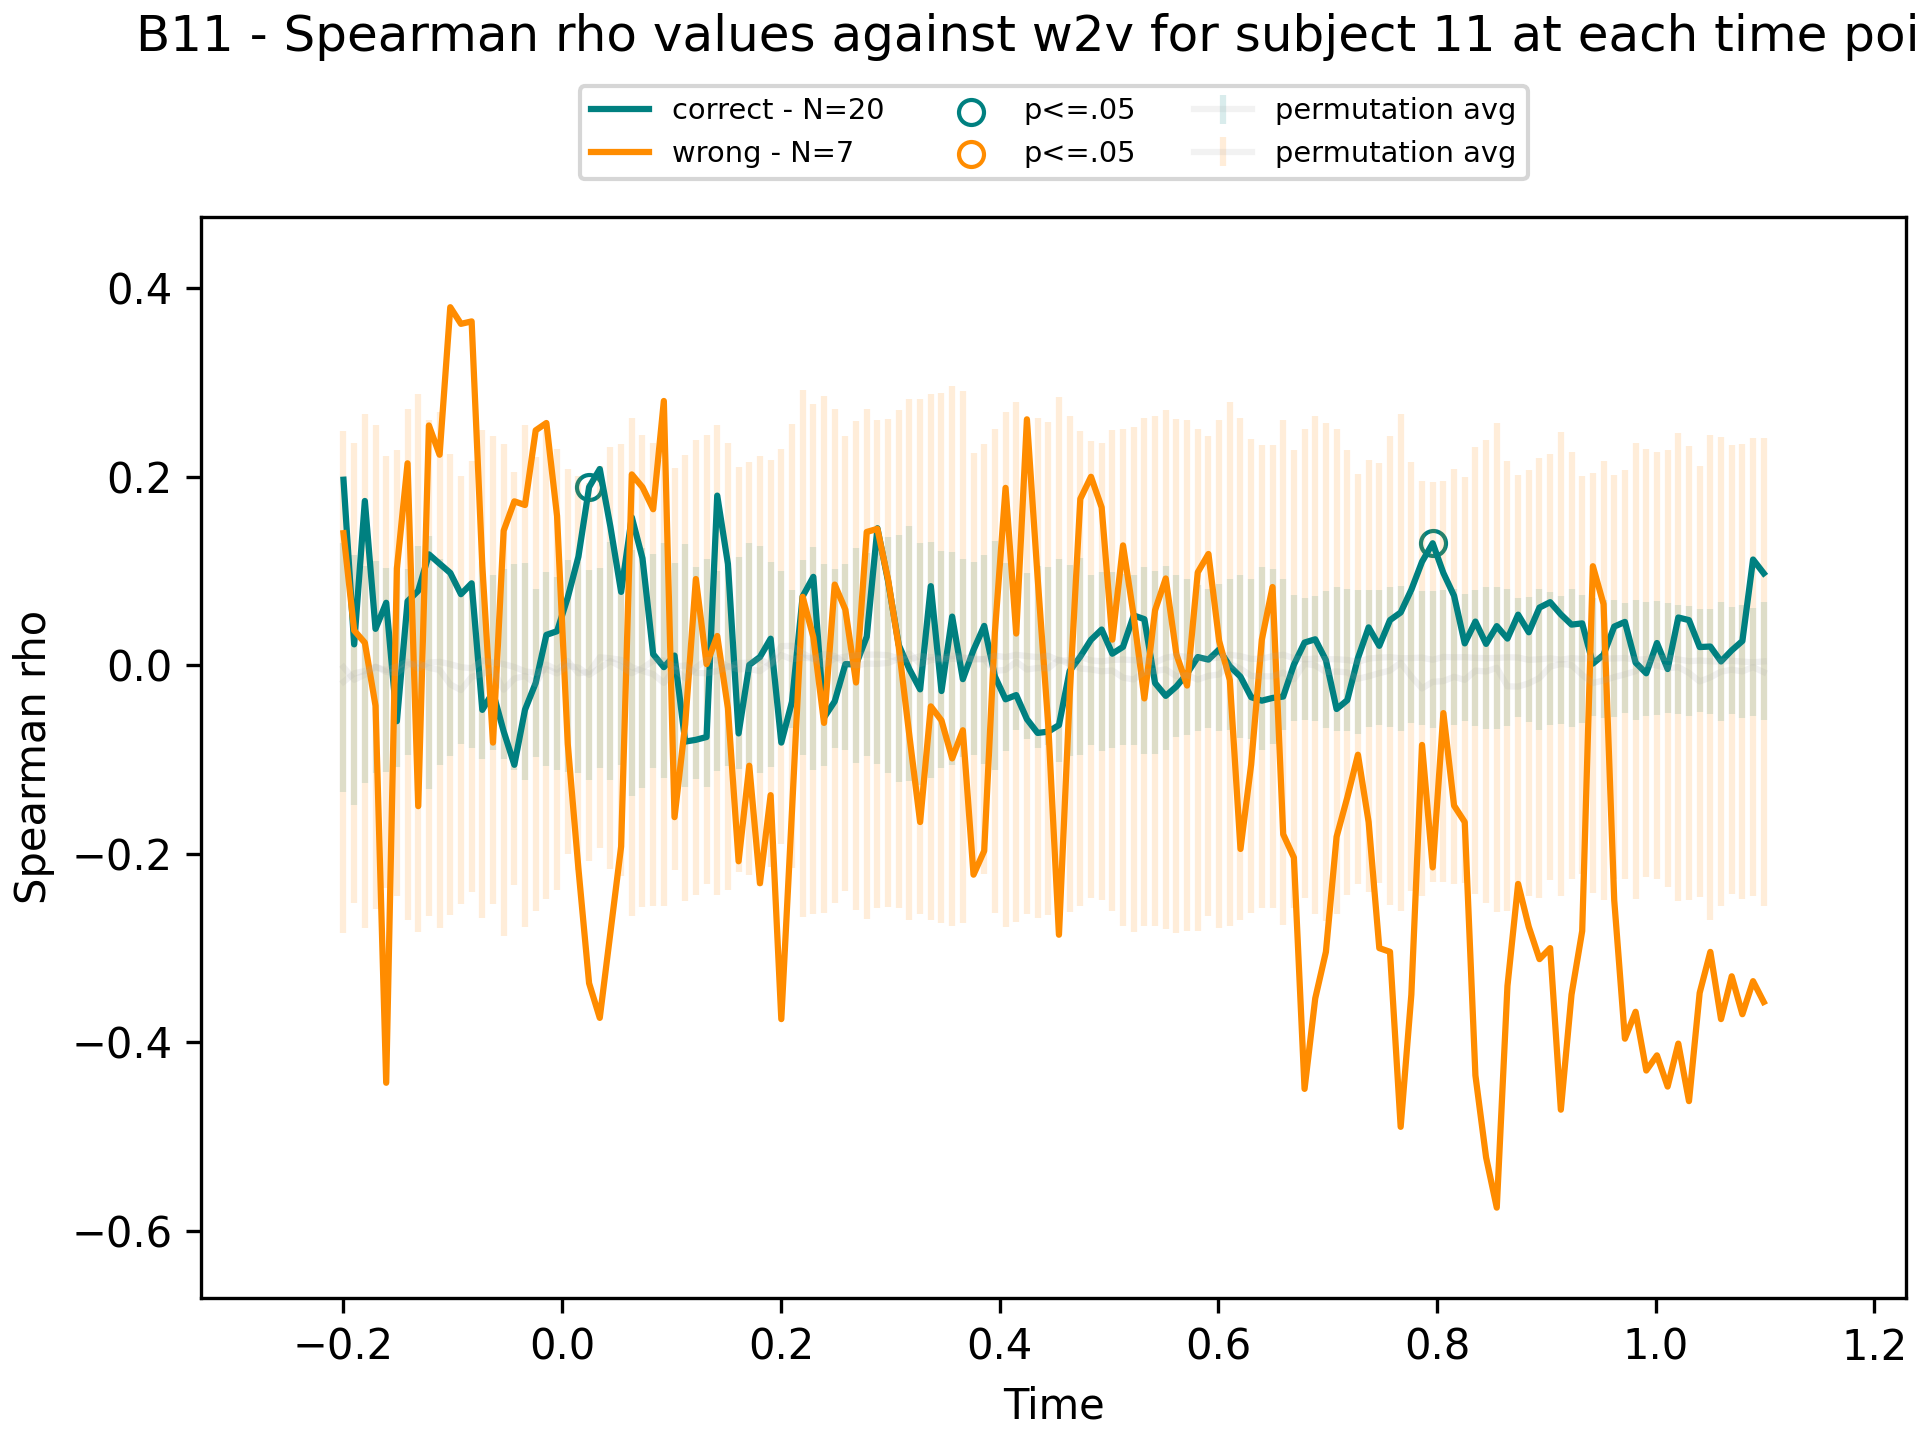 B11 - Spearman rho values against w2v for subject 11 at each time poi
correct - N=20 p<=.05 permutation avg
wrong - N=7 p<=.05 permutation avg
0.4
0.2
0.0
−0.2
−0.4
−0.6
Spearman rho
−0.2 0.0 0.2 0.4 0.6 0.8 1.0 1.2
Time